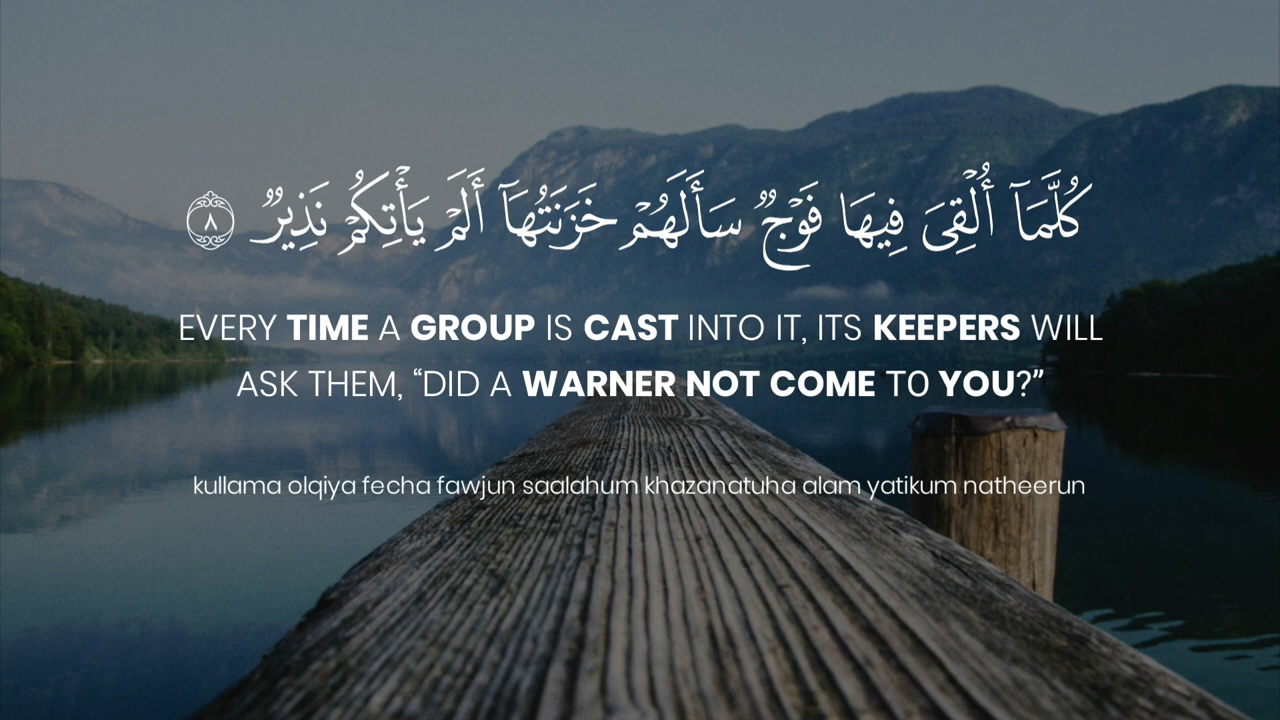 كُلَّمَآ أُلْقِىَ فِيهَا فَوْجٌ سَأَلَهُمْ خَزَنَتُهَآ أَلَمْ يَأْتِكُمْ نَذِيرٌ ٨
EVERY TIME A GROUP IS CAST INTO IT, ITS KEEPERS WILL
ASK THEM, “DID A WARNER NOT COME TO YOU?”
kullama olqiya fecha fawjun saalahum khazanatuha alam yatikum natheerun